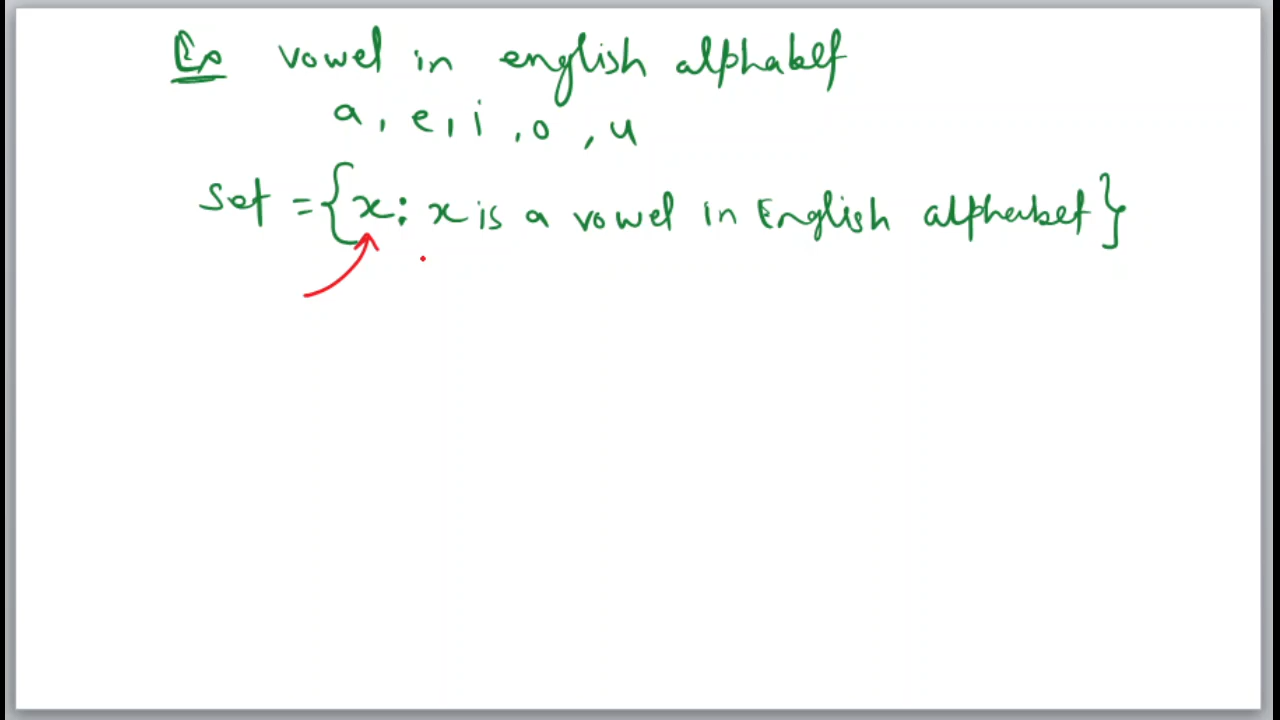 Ex vowel in english alphabet
a, e, i, o, u
Set = {x: x is a vowel in English alphabet}